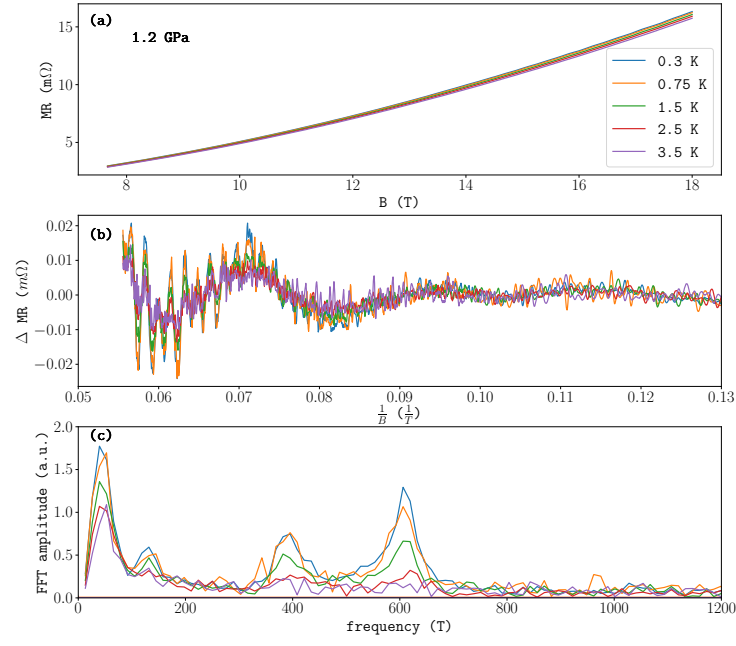 (a)
1.2 GPa
MR (mΩ)
15
10
5
0.3 K
0.75 K
1.5 K
2.5 K
3.5 K
8 10 12 14 16 18
B (T)
(b)
Δ MR (mΩ)
0.02
0.01
0.00
−0.01
−0.02
0.05 0.06 0.07 0.08 0.09 0.10 0.11 0.12 0.13
1/B (1/T)
(c)
FFT amplitude (a.u.)
2.0
1.5
1.0
0.5
0.0
0 200 400 600 800 1000 1200
frequency (T)